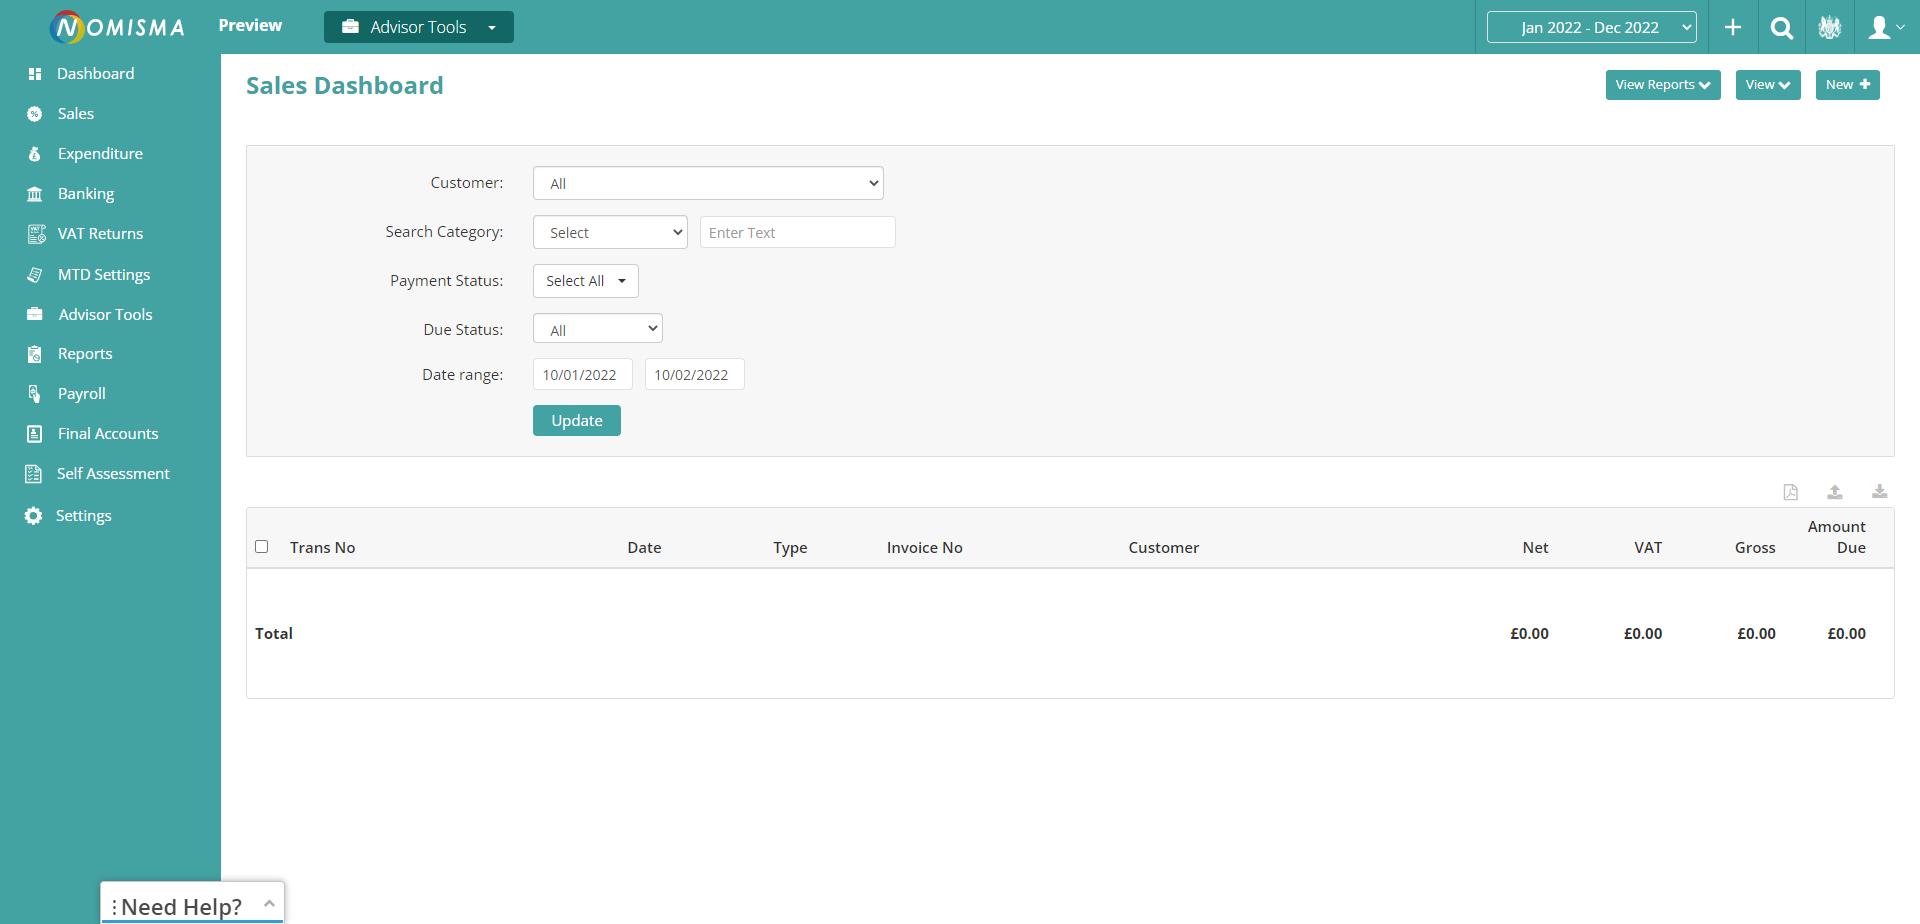 NOMISMA
Preview
Advisor Tools
Jan 2022 - Dec 2022
Dashboard
Sales
Expenditure
Banking
VAT Returns
MTD Settings
Advisor Tools
Reports
Payroll
Final Accounts
Self Assessment
Settings
Sales Dashboard
View Reports
View
New
Customer: All
Search Category: Select Enter Text
Payment Status: Select All
Due Status: All
Date range: 10/01/2022 10/02/2022
Update
Trans No Date Type Invoice No Customer Net VAT Gross Amount Due
Total £0.00 £0.00 £0.00 £0.00
Need Help?